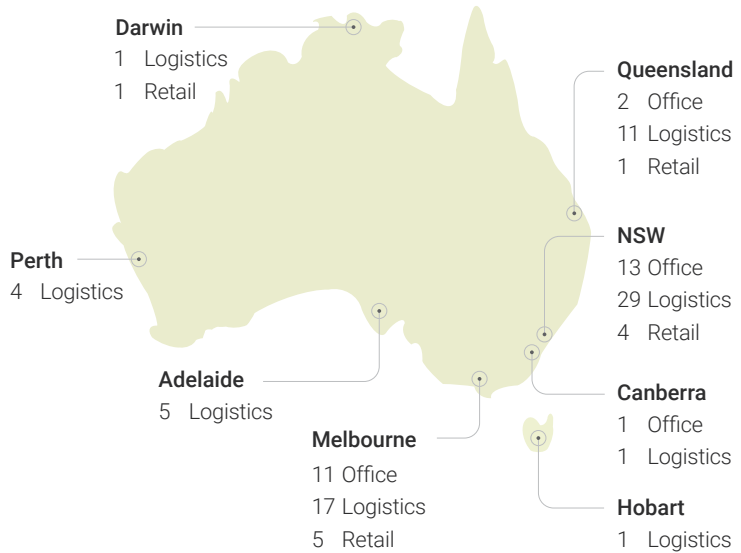 Darwin
1 Logistics
1 Retail
Queensland
2 Office
11 Logistics
1 Retail
NSW
13 Office
29 Logistics
4 Retail
Perth
4 Logistics
Adelaide
5 Logistics
Melbourne
11 Office
17 Logistics
5 Retail
Canberra
1 Office
1 Logistics
Hobart
1 Logistics